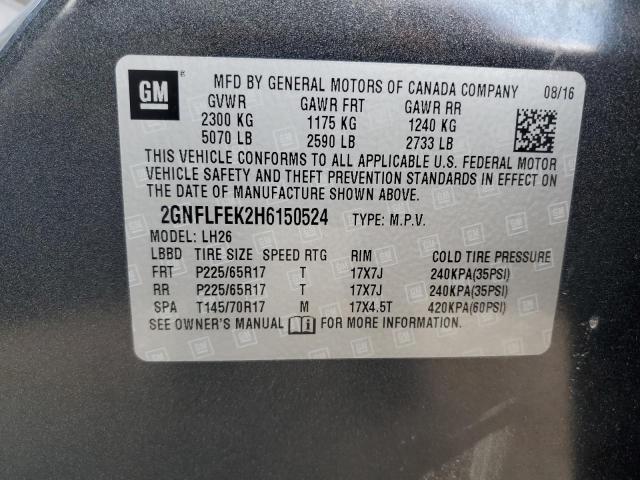 GM
®
MFD BY GENERAL MOTORS OF CANADA COMPANY 08/16
GVWR GAWR FRT GAWR RR
2300 KG 1175 KG 1240 KG
5070 LB 2590 LB 2733 LB
THIS VEHICLE CONFORMS TO ALL APPLICABLE U.S. FEDERAL MOTOR
VEHICLE SAFETY AND THEFT PREVENTION STANDARDS IN EFFECT ON
THE DATE OF MANUFACTURE SHOWN ABOVE.
2GNFLFEK2H6150524 TYPE: M.P.V.
MODEL: LH26
LBBD TIRE SIZE SPEED RTG RIM COLD TIRE PRESSURE
FRT P225/65R17 T 17X7J 240KPA(35PSI)
RR P225/65R17 T 17X7J 240KPA(35PSI)
SPA T145/70R17 M 17X4.5T 420KPA(60PSI)
SEE OWNER'S MANUAL FOR MORE INFORMATION.